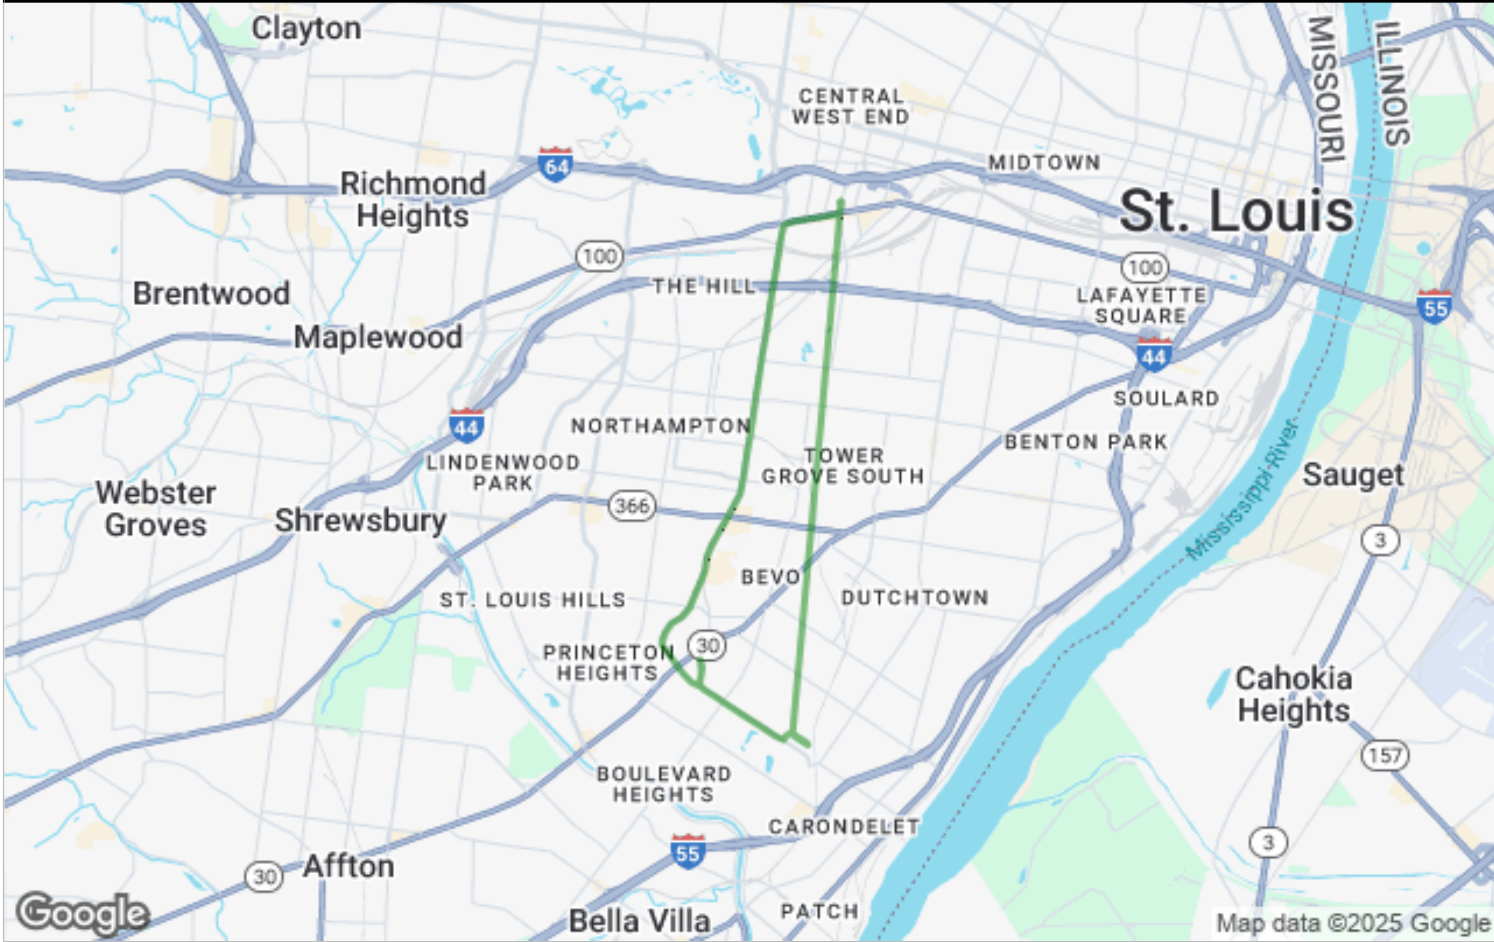 Clayton
CENTRAL
WEST END
MISSOURI
ILLINOIS
64
MIDTOWN
Richmond
Heights
St. Louis
100
100
THE HILL
Brentwood
LAFAYETTE
SQUARE
55
Maplewood
44
SOULARD
44
NORTHAMPTON
BENTON PARK
TOWER
GROVE SOUTH
LINDENWOOD
PARK
Sauget
Webster
Groves
Shrewsbury
366
Mississippi River
3
BEVO
ST. LOUIS HILLS
DUTCHTOWN
30
PRINCETON
HEIGHTS
Cahokia
Heights
157
BOULEVARD
HEIGHTS
CARONDELET
3
55
Affton
30
Google
Bella Villa
PATCH
Map data ©2025 Google